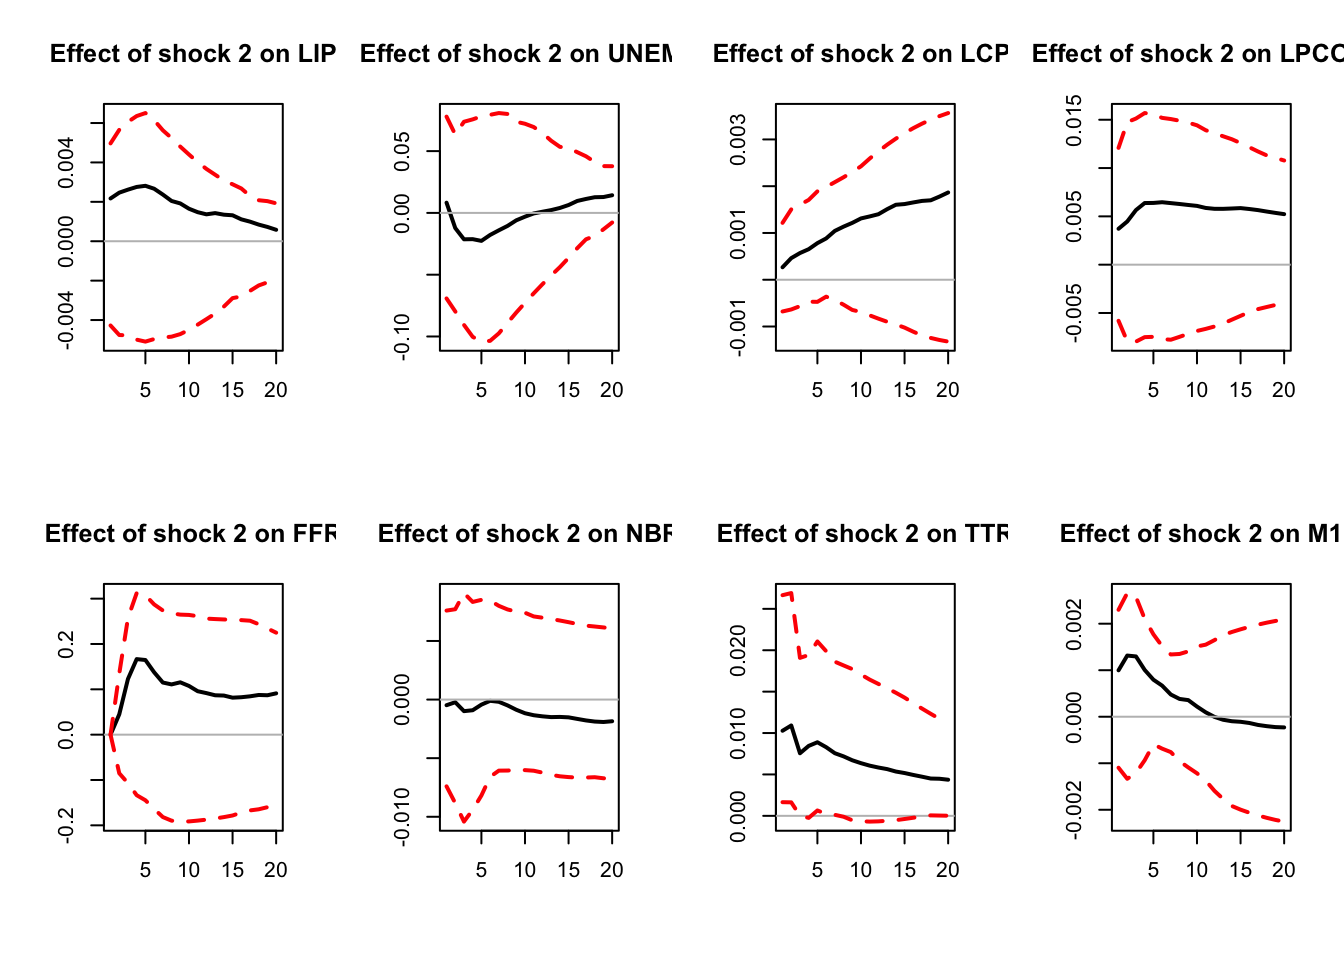 Effect of shock 2 on LIP
Effect of shock 2 on UNEM
Effect of shock 2 on LCP
Effect of shock 2 on LPCO
0.004
0.000
-0.004
5 10 15 20
0.05
0.00
-0.10
5 10 15 20
0.003
0.001
-0.001
5 10 15 20
0.015
0.005
-0.005
5 10 15 20
Effect of shock 2 on FFR
Effect of shock 2 on NBR
Effect of shock 2 on TTR
Effect of shock 2 on M1
0.2
0.0
-0.2
5 10 15 20
0.000
-0.010
5 10 15 20
0.020
0.010
0.000
5 10 15 20
0.002
0.000
-0.002
5 10 15 20